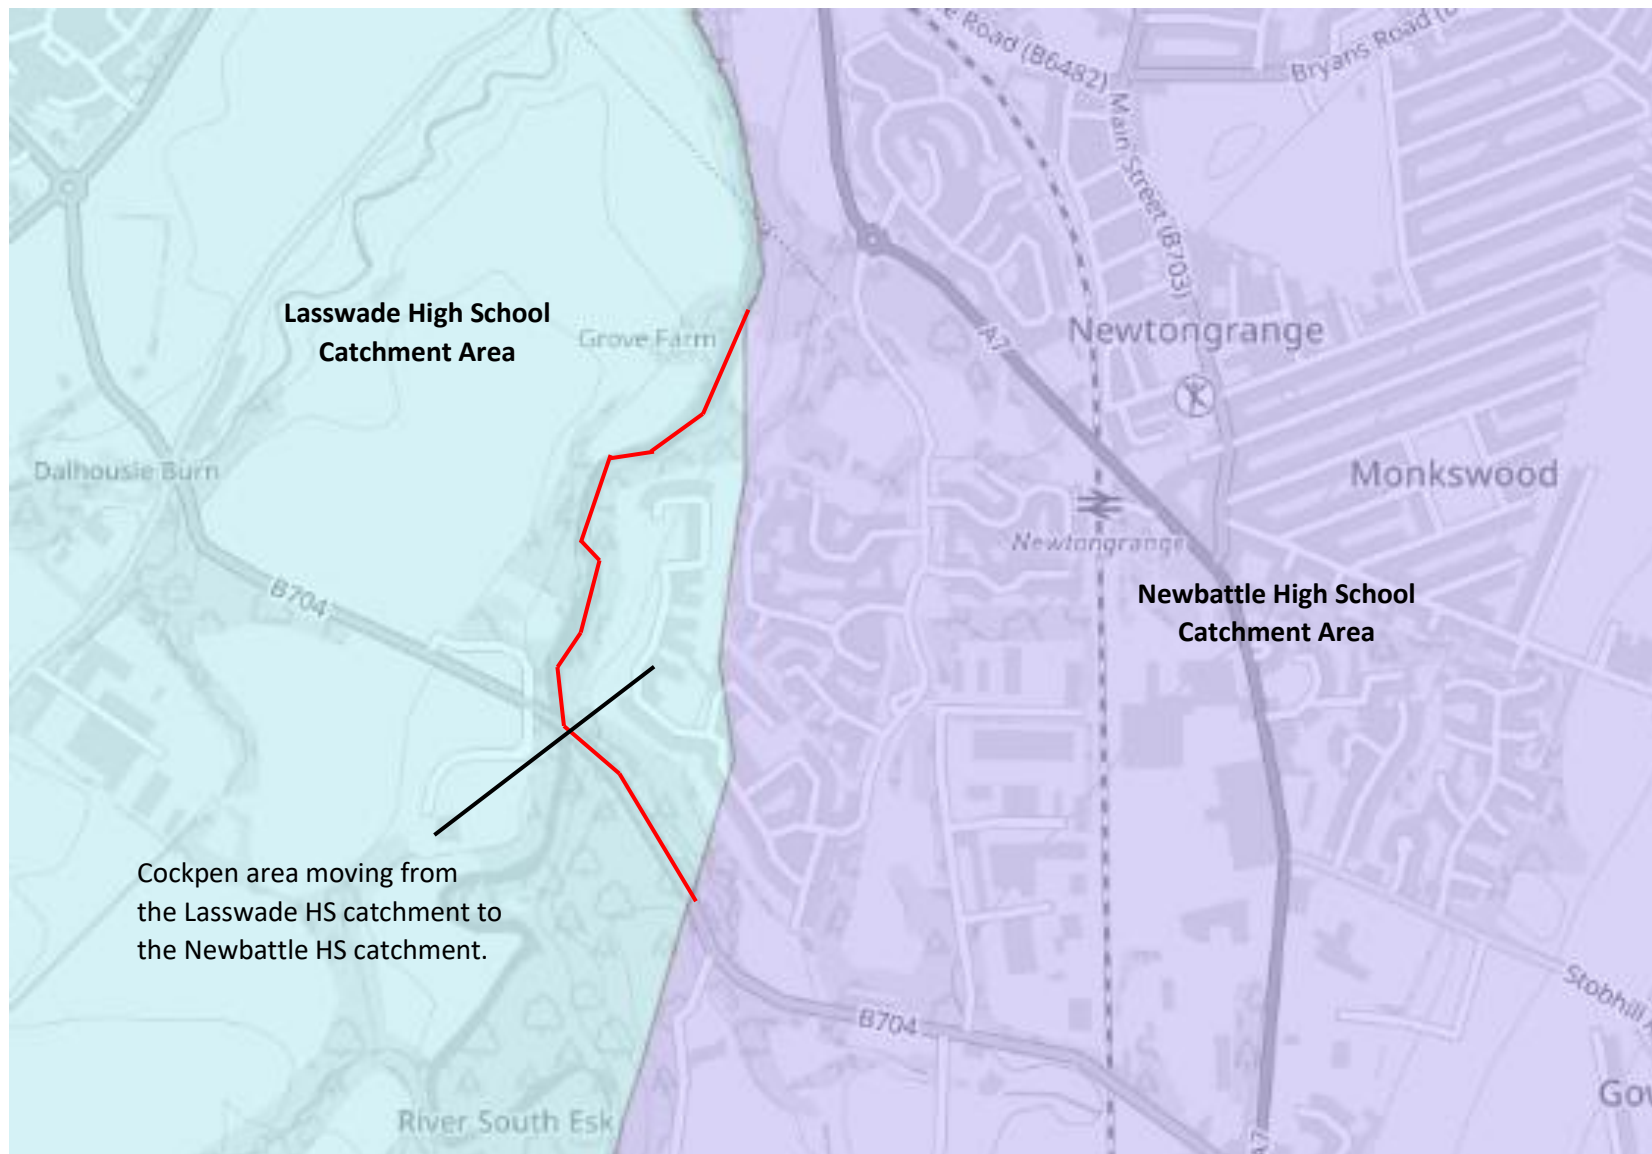 e Road (B6482)
Bryans Road (
Main Street (B703)
Lasswade High School
Catchment Area
Grove Farm
A7
Newtongrange
Dalhousie Burn
Monkswood
Newtongrange
B704
Newbattle High School
Catchment Area
Cockpen area moving from
the Lasswade HS catchment to
the Newbattle HS catchment.
Stobhill
B704
Gov
River South Esk
A7